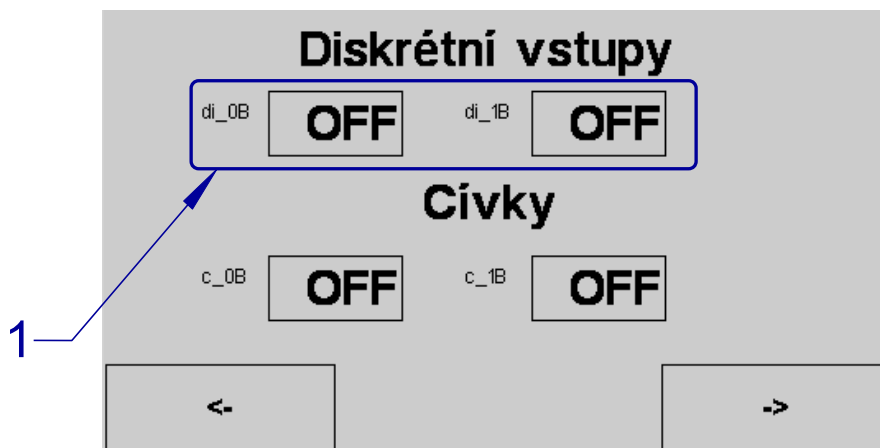 Diskrétní vstupy
di_0B OFF di_1B OFF
Cívky
c_0B OFF c_1B OFF
1
<- ->